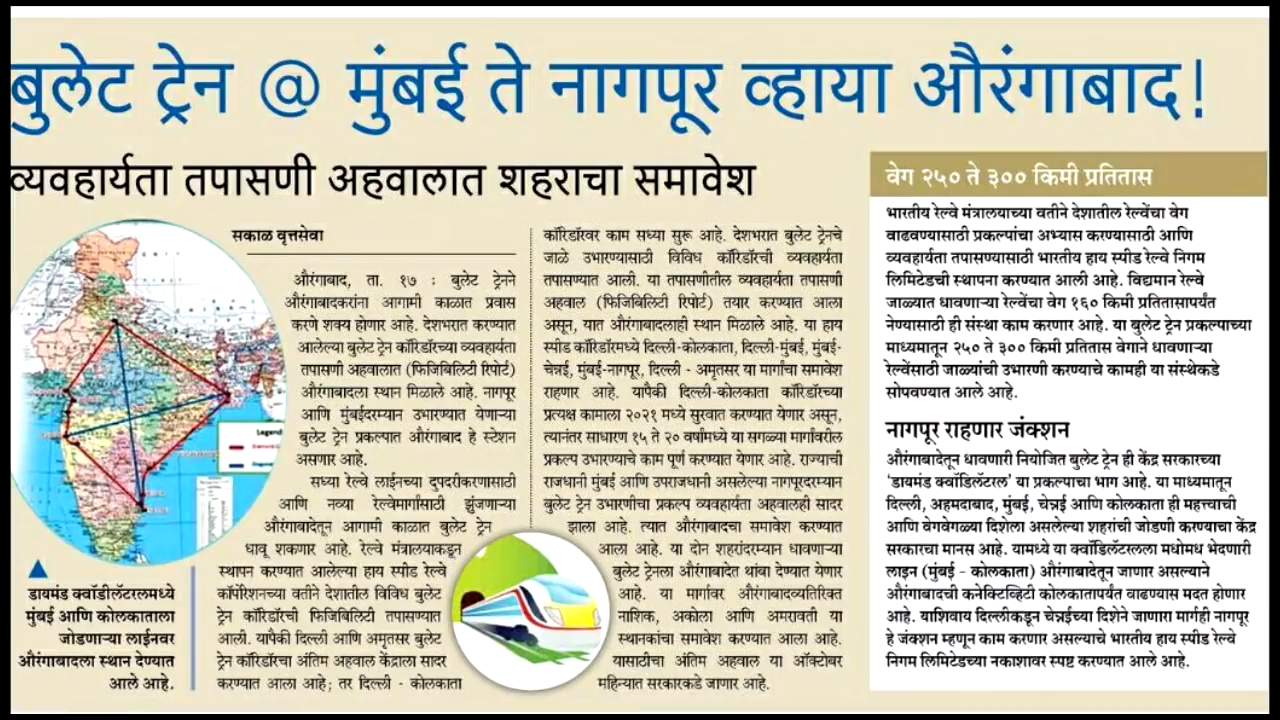 बुलेट ट्रेन @ मुंबई ते नागपूर व्हाया औरंगाबाद!
व्यवहार्यता तपासणी अहवालात शहराचा समावेश
सकाळ वृत्तसेवा
औरंगाबाद, ता. १७ : बुलेट ट्रेनने
औरंगाबादकरांना आगामी काळात प्रवास
करणे शक्य होणार आहे. देशभरात करण्यात
आलेल्या बुलेट ट्रेन कॉरिडॉरच्या व्यवहार्यता
तपासणी अहवालात (फिजिबिलिटी रिपोर्ट)
औरंगाबादला स्थान मिळाले आहे. नागपूर
आणि मुंबईदरम्यान उभारण्यात येणाऱ्या
बुलेट ट्रेन प्रकल्पात औरंगाबाद हे स्टेशन
असणार आहे.
सध्या रेल्वे लाईनच्या दुपदरीकरणासाठी
आणि नव्या रेल्वेमार्गांसाठी झुंजणाऱ्या
औरंगाबादेतून आगामी काळात बुलेट ट्रेन
धावू शकणार आहे. रेल्वे मंत्रालयाकडून
स्थापन करण्यात आलेल्या हाय स्पीड रेल्वे
कॉर्पोरेशनच्या वतीने देशातील विविध बुलेट
ट्रेन कॉरिडॉरची फिजिबिलिटी तपासण्यात
आली. यापैकी दिल्ली आणि अमृतसर बुलेट
ट्रेन कॉरिडॉरचा अंतिम अहवाल केंद्राला सादर
करण्यात आला आहे; तर दिल्ली - कोलकाता
कॉरिडॉरवर काम सध्या सुरू आहे. देशभरात बुलेट ट्रेनचे
जाळे उभारण्यासाठी विविध कॉरिडॉरची व्यवहार्यता
तपासण्यात आली. या तपासणीतील व्यवहार्यता तपासणी
अहवाल (फिजिबिलिटी रिपोर्ट) तयार करण्यात आला
असून, यात औरंगाबादलाही स्थान मिळाले आहे. या हाय
स्पीड कॉरिडॉरमध्ये दिल्ली-कोलकाता, दिल्ली-मुंबई, मुंबई-
चेन्नई, मुंबई-नागपूर, दिल्ली - अमृतसर या मार्गांचा समावेश
राहणार आहे. यापैकी दिल्ली-कोलकाता कॉरिडॉरच्या
प्रत्यक्ष कामाला २०२१ मध्ये सुरवात करण्यात येणार असून,
त्यानंतर साधारण १५ ते २० वर्षांमध्ये या सगळ्या मार्गांवरील
प्रकल्प उभारण्याचे काम पूर्ण करण्यात येणार आहे. राज्याची
राजधानी मुंबई आणि उपराजधानी असलेल्या नागपूरदरम्यान
बुलेट ट्रेन उभारणीचा प्रकल्प व्यवहार्यता अहवालही सादर
झाला आहे. त्यात औरंगाबादचा समावेश करण्यात
आला आहे. या दोन शहरांदरम्यान धावणाऱ्या
बुलेट ट्रेनला औरंगाबादेत थांबा देण्यात येणार
आहे. या मार्गावर औरंगाबादव्यतिरिक्त
नाशिक, अकोला आणि अमरावती या
स्थानकांचा समावेश करण्यात आला आहे.
यासाठीचा अंतिम अहवाल या ऑक्टोबर
महिन्यात सरकारकडे जाणार आहे.
Legend
डायमंड क्वॉडीलॅटरलमध्ये
मुंबई आणि कोलकाताला
जोडणाऱ्या लाईनवर
औरंगाबादला स्थान देण्यात
आले आहे.
वेग २५० ते ३०० किमी प्रतितास
भारतीय रेल्वे मंत्रालयाच्या वतीने देशातील रेल्वेंचा वेग
वाढवण्यासाठी प्रकल्पांचा अभ्यास करण्यासाठी आणि
व्यवहार्यता तपासण्यासाठी भारतीय हाय स्पीड रेल्वे निगम
लिमिटेडची स्थापना करण्यात आली आहे. विद्यमान रेल्वे
जाळ्यात धावणाऱ्या रेल्वेंचा वेग १६० किमी प्रतितासापर्यंत
नेण्यासाठी ही संस्था काम करणार आहे. या बुलेट ट्रेन प्रकल्पाच्या
माध्यमातून २५० ते ३०० किमी प्रतितास वेगाने धावणाऱ्या
रेल्वेंसाठी जाळ्यांची उभारणी करण्याचे कामही या संस्थेकडे
सोपवण्यात आले आहे.
नागपूर राहणार जंक्शन
औरंगाबादेतून धावणारी नियोजित बुलेट ट्रेन ही केंद्र सरकारच्या
'डायमंड क्वॉडिलॅटरल' या प्रकल्पाचा भाग आहे. या माध्यमातून
दिल्ली, अहमदाबाद, मुंबई, चेन्नई आणि कोलकाता ही महत्त्वाची
आणि वेगवेगळ्या दिशेला असलेल्या शहरांची जोडणी करण्याचा केंद्र
सरकारचा मानस आहे. यामध्ये या क्वॉडिलॅटरलला मधोमध भेदणारी
लाइन (मुंबई - कोलकाता) औरंगाबादेतून जाणार असल्याने
औरंगाबादची कनेक्टिव्हिटी कोलकातापर्यंत वाढण्यास मदत होणार
आहे. याशिवाय दिल्लीकडून चेन्नईच्या दिशेने जाणारा मार्गही नागपूर
हे जंक्शन म्हणून काम करणार असल्याचे भारतीय हाय स्पीड रेल्वे
निगम लिमिटेडच्या नकाशावर स्पष्ट करण्यात आले आहे.